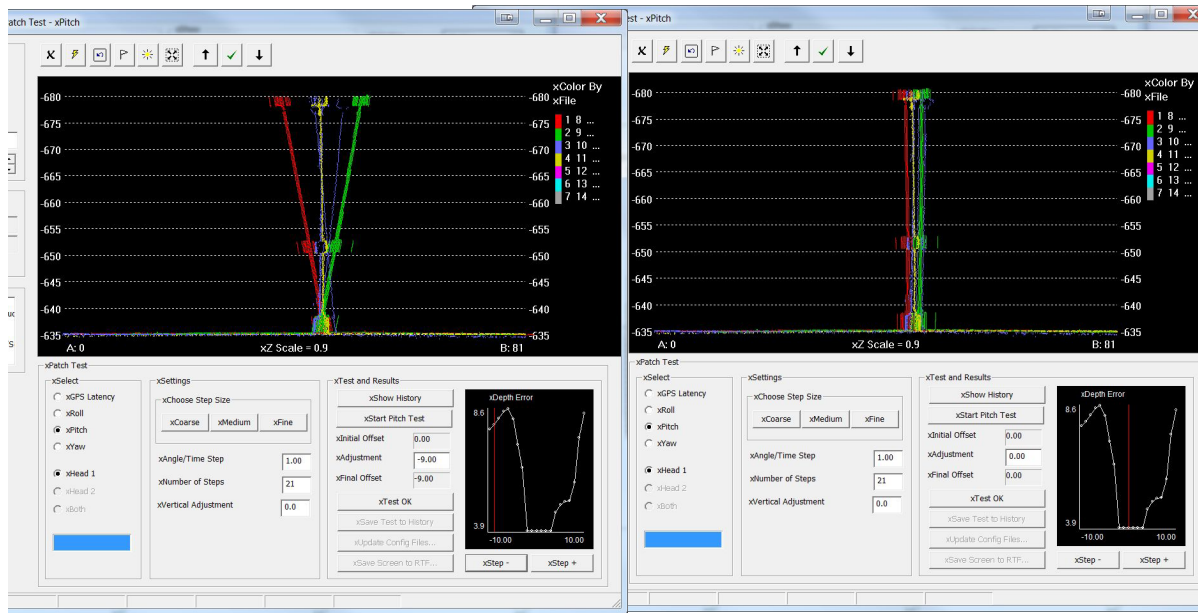 Patch Test - xPitch
-680
-675
-670
-665
-660
-655
-650
-645
-640
-635
-680
-675
-670
-665
-660
-655
-650
-645
-640
-635
xColor By
xFile
1 8 ...
2 9 ...
3 10 ...
4 11 ...
5 12 ...
6 13 ...
7 14 ...
A: 0
xZ Scale = 0.9
B: 81
xPatch Test
xSelect
xGPS Latency
xRoll
xPitch
xYaw
xHead 1
xHead 2
xBoth
xSettings
xChoose Step Size
xCoarse
xMedium
xFine
xAngle/Time Step
1.00
xNumber of Steps
21
xVertical Adjustment
0.0
xTest and Results
xShow History
xStart Pitch Test
xInitial Offset
0.00
xAdjustment
-9.00
xFinal Offset
-9.00
xTest OK
xSave Test to History
xUpdate Config Files...
xSave Screen to RTF...
xDepth Error
8.6
3.9
-10.00
10.00
xStep -
xStep +
st - xPitch
-680
-675
-670
-665
-660
-655
-650
-645
-640
-635
-680
-675
-670
-665
-660
-655
-650
-645
-640
-635
xColor By
xFile
1 8 ...
2 9 ...
3 10 ...
4 11 ...
5 12 ...
6 13 ...
7 14 ...
A: 0
xZ Scale = 0.9
B: 81
xPatch Test
xSelect
xGPS Latency
xRoll
xPitch
xYaw
xHead 1
xHead 2
xBoth
xSettings
xChoose Step Size
xCoarse
xMedium
xFine
xAngle/Time Step
1.00
xNumber of Steps
21
xVertical Adjustment
0.0
xTest and Results
xShow History
xStart Pitch Test
xInitial Offset
0.00
xAdjustment
0.00
xFinal Offset
0.00
xTest OK
xSave Test to History
xUpdate Config Files...
xSave Screen to RTF...
xDepth Error
8.6
3.9
-10.00
10.00
xStep -
xStep +